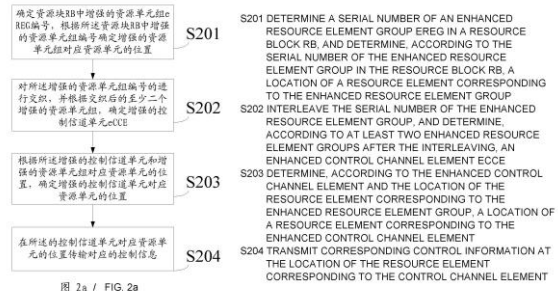 确定资源块RB中增强的资源单元组e
REG编号，根据所述资源块RB中增强
的资源单元组编号确定增强的资源
单元组对应资源单元的位置
S201
对所述增强的资源单元组编号的进
行交织，并根据交织后的至少二个
增强的资源单元组，确定增强的控
制信道单元eCCE
S202
根据所述增强的控制信道单元和增
强的资源单元组对应资源单元的位
置，确定增强的控制信道单元对应
资源单元的位置
S203
在所述的控制信道单元对应资源单
元的位置传输对应的控制信息
S204
图 2a / FIG. 2a
S201 DETERMINE A SERIAL NUMBER OF AN ENHANCED
RESOURCE ELEMENT GROUP EREG IN A RESOURCE
BLOCK RB, AND DETERMINE, ACCORDING TO THE
SERIAL NUMBER OF THE ENHANCED RESOURCE
ELEMENT GROUP IN THE RESOURCE BLOCK RB, A
LOCATION OF A RESOURCE ELEMENT CORRESPONDING
TO THE ENHANCED RESOURCE ELEMENT GROUP
S202 INTERLEAVE THE SERIAL NUMBER OF THE ENHANCED
RESOURCE ELEMENT GROUP, AND DETERMINE,
ACCORDING TO AT LEAST TWO ENHANCED RESOURCE
ELEMENT GROUPS AFTER THE INTERLEAVING, AN
ENHANCED CONTROL CHANNEL ELEMENT ECCE
S203 DETERMINE, ACCORDING TO THE ENHANCED CONTROL
CHANNEL ELEMENT AND THE LOCATION OF THE
RESOURCE ELEMENT CORRESPONDING TO THE
ENHANCED RESOURCE ELEMENT GROUP, A LOCATION OF
A RESOURCE ELEMENT CORRESPONDING TO THE
ENHANCED CONTROL CHANNEL ELEMENT
S204 TRANSMIT CORRESPONDING CONTROL INFORMATION AT
THE LOCATION OF THE RESOURCE ELEMENT
CORRESPONDING TO THE CONTROL CHANNEL ELEMENT